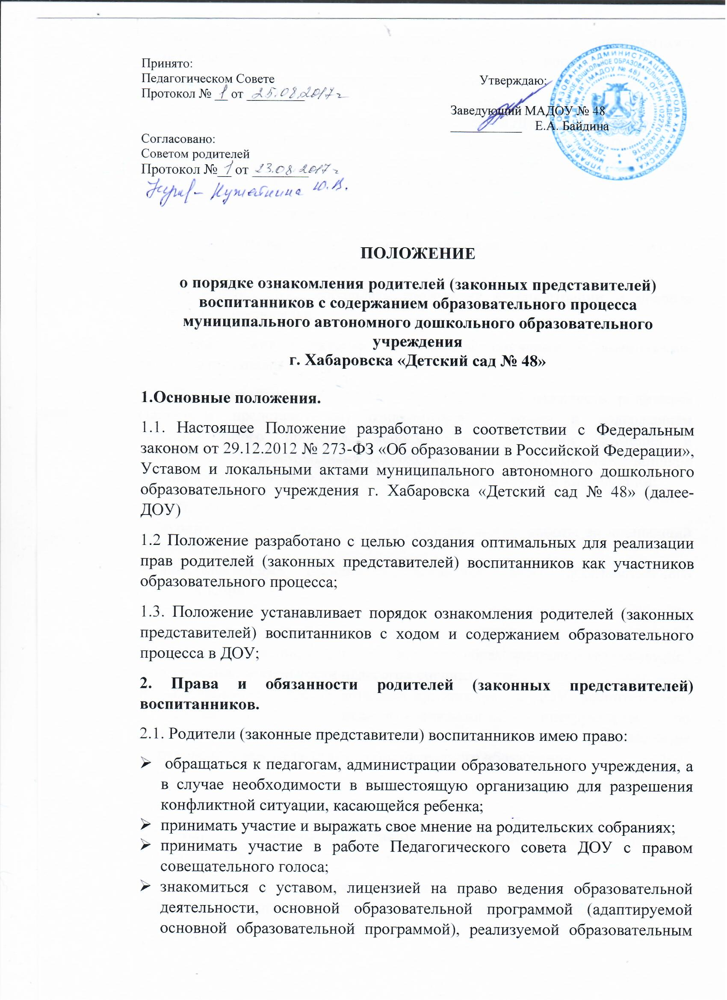 Принято:
Педагогическом Совете
Протокол № 1 от 25.08.2017 г
Утверждаю:
Заведующий МАДОУ № 48
Е.А. Байдина
УПРАВЛЕНИЕ ОБРАЗОВАНИЯ АДМИНИСТРАЦИИ ГОРОДА ХАБАРОВСКА
МУНИЦИПАЛЬНОЕ АВТОНОМНОЕ ДОШКОЛЬНОЕ ОБРАЗОВАТЕЛЬНОЕ УЧРЕЖДЕНИЕ Г. ХАБАРОВСКА
"ДЕТСКИЙ САД № 48" (МАДОУ № 48) • ОГРН 1022701404516
Согласовано:
Советом родителей
Протокол № 1 от 23.08.2017 г
Ю.В.
ПОЛОЖЕНИЕ
о порядке ознакомления родителей (законных представителей)
воспитанников с содержанием образовательного процесса
муниципального автономного дошкольного образовательного
учреждения
г. Хабаровска «Детский сад № 48»
1.Основные положения.
1.1. Настоящее Положение разработано в соответствии с Федеральным
законом от 29.12.2012 № 273-ФЗ «Об образовании в Российской Федерации»,
Уставом и локальными актами муниципального автономного дошкольного
образовательного учреждения г. Хабаровска «Детский сад № 48» (далее-
ДОУ)
1.2 Положение разработано с целью создания оптимальных для реализации
прав родителей (законных представителей) воспитанников как участников
образовательного процесса;
1.3. Положение устанавливает порядок ознакомления родителей (законных
представителей) воспитанников с ходом и содержанием образовательного
процесса в ДОУ;
2. Права и обязанности родителей (законных представителей)
воспитанников.
2.1. Родители (законные представители) воспитанников имею право:
➢ обращаться к педагогам, администрации образовательного учреждения, а
в случае необходимости в вышестоящую организацию для разрешения
конфликтной ситуации, касающейся ребенка;
➢ принимать участие и выражать свое мнение на родительских собраниях;
➢ принимать участие в работе Педагогического совета ДОУ с правом
совещательного голоса;
➢ знакомиться с уставом, лицензией на право ведения образовательной
деятельности, основной образовательной программой (адаптируемой
основной образовательной программой), реализуемой образовательным